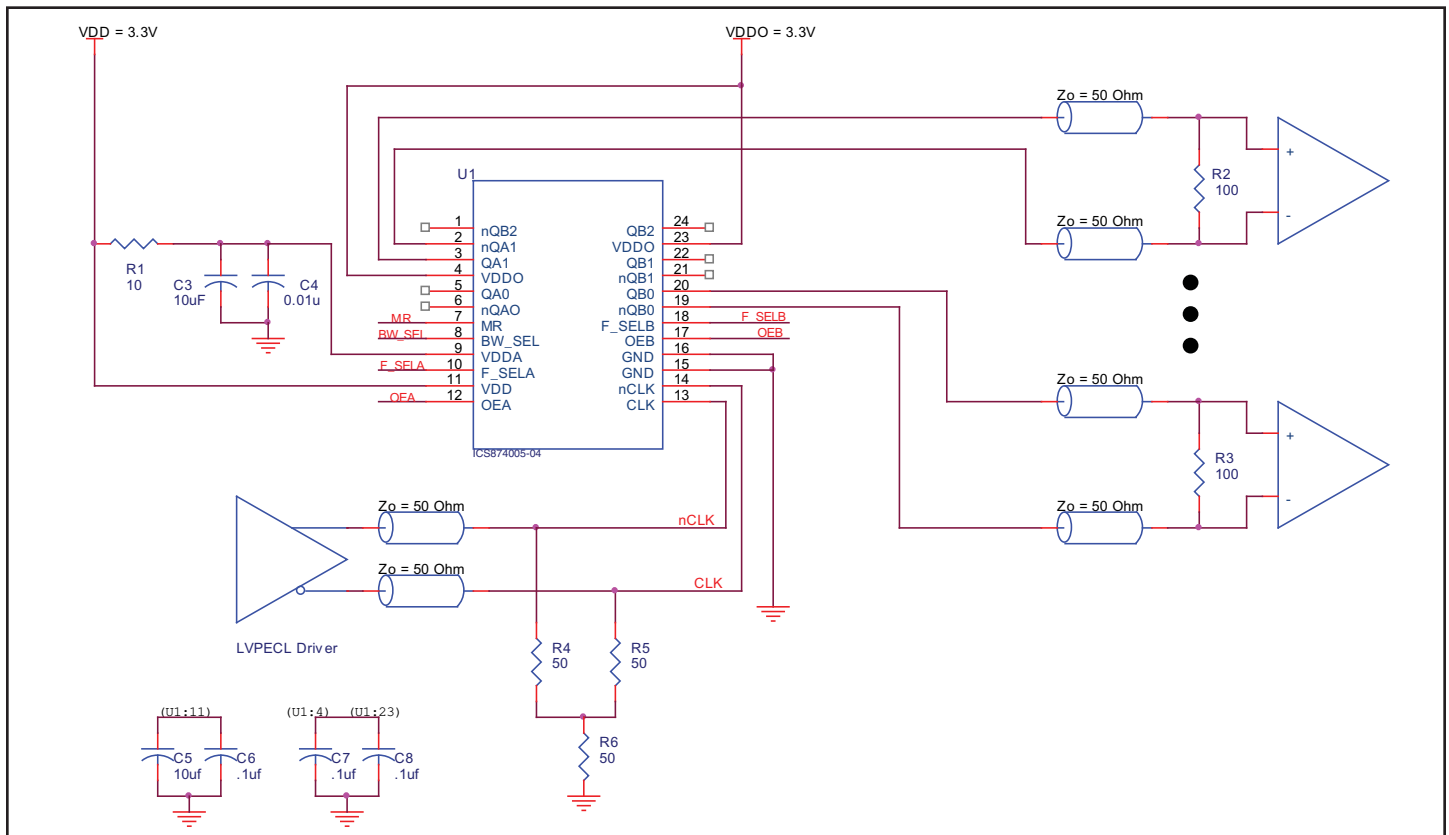 VDD = 3.3V
VDDO = 3.3V
Zo = 50 Ohm
R2
100
+
-
Zo = 50 Ohm
U1
R1
10
C3
10uF
C4
0.01u
1 nQB2
2 nQA1
3 QA1
4 VDDO
5 QA0
6 nQAO
MR 7 MR
BW_SEL 8 BW_SEL
9 VDDA
F_SELA 10 F_SELA
11 VDD
OEA 12 OEA
QB2 24
VDDO 23
QB1 22
nQB1 21
QB0 20
nQB0 19
F_SELB 18 F_SELB
OEB 17 OEB
GND 16
GND 15
nCLK 14
CLK 13
ICS874005-04
Zo = 50 Ohm
R3
100
+
-
Zo = 50 Ohm
Zo = 50 Ohm
nCLK
Zo = 50 Ohm
CLK
LVPECL Driver
R4
50
R5
50
R6
50
(U1:11)
C5
10uf
C6
.1uf
(U1:4) (U1:23)
C7
.1uf
C8
.1uf